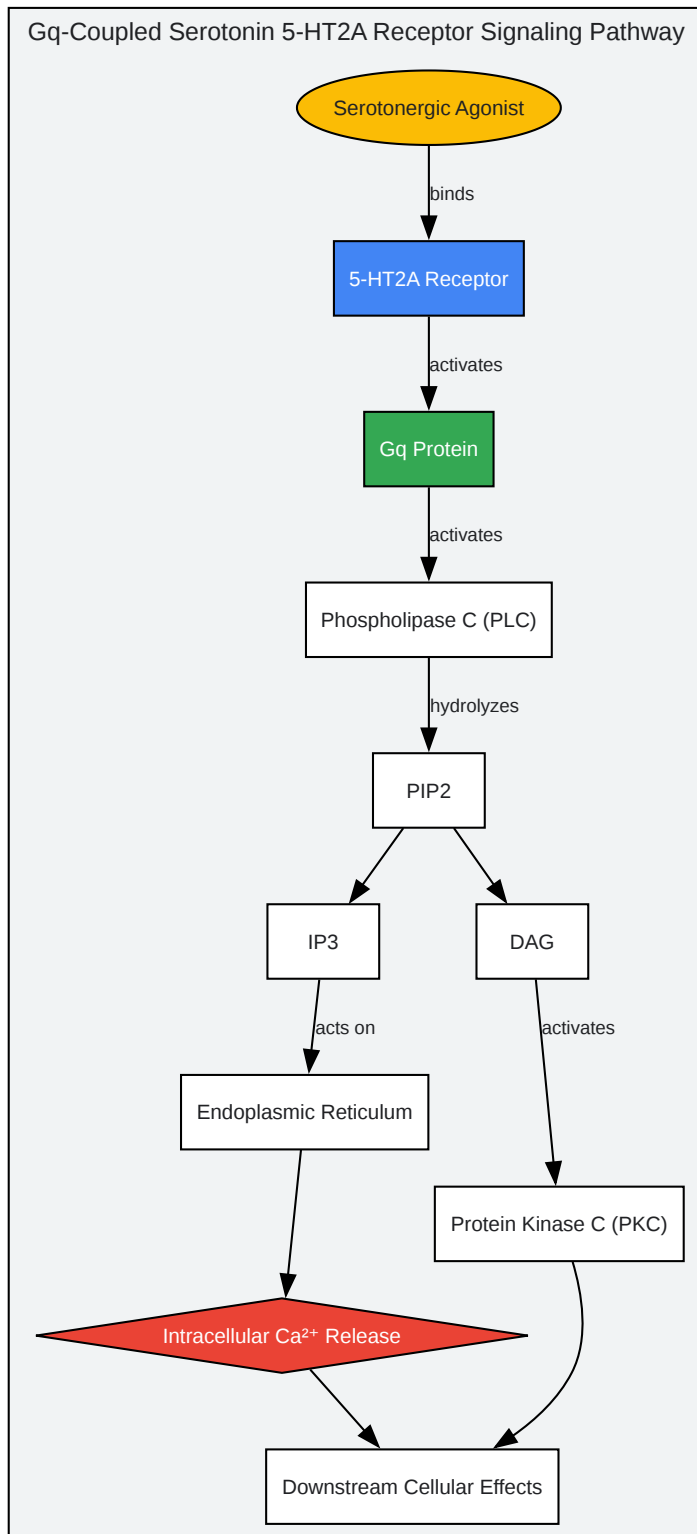 Gq-Coupled Serotonin 5-HT2A Receptor Signaling Pathway
Serotonergic Agonist
binds
5-HT2A Receptor
activates
Gq Protein
activates
Phospholipase C (PLC)
hydrolyzes
PIP2
IP3
DAG
acts on
activates
Endoplasmic Reticulum
Protein Kinase C (PKC)
Intracellular Ca²⁺ Release
Downstream Cellular Effects